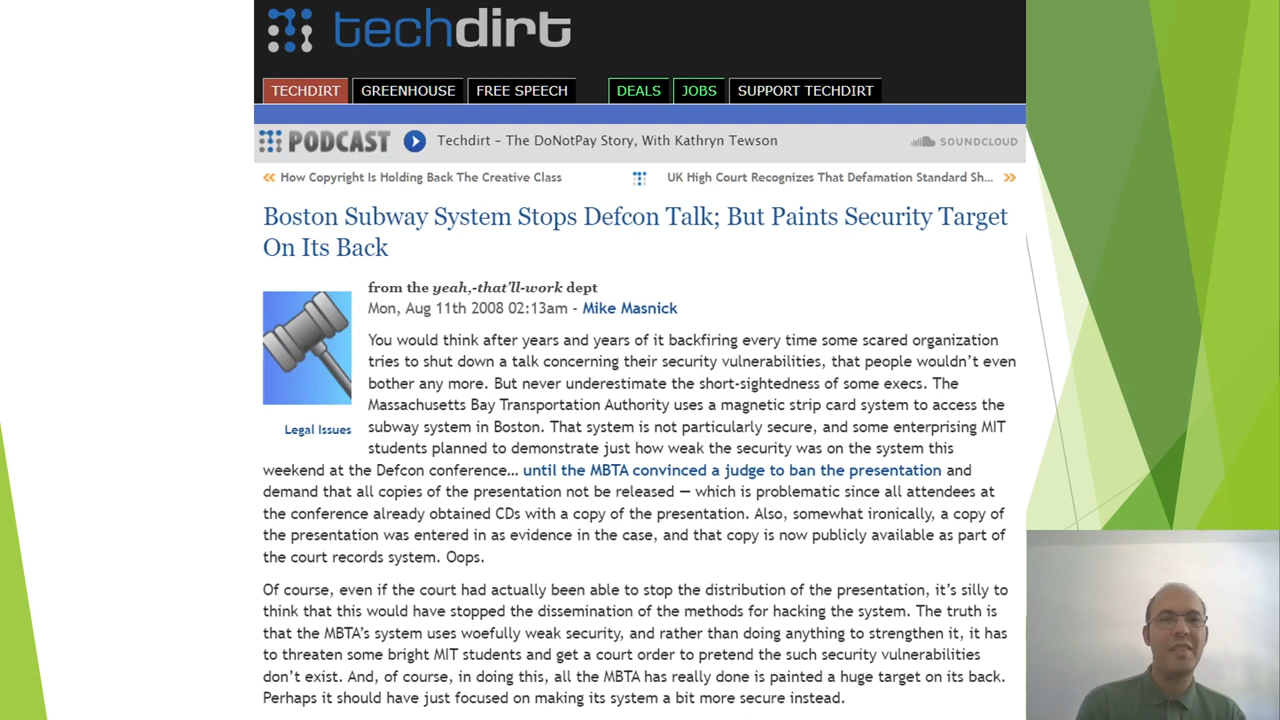 techdirt
TECHDIRT GREENHOUSE FREE SPEECH DEALS JOBS SUPPORT TECHDIRT
PODCAST Techdirt – The DoNotPay Story, With Kathryn Tewson SOUNDCLOUD
« How Copyright Is Holding Back The Creative Class UK High Court Recognizes That Defamation Standard Sh... »
Boston Subway System Stops Defcon Talk; But Paints Security Target
On Its Back
from the yeah,-that'll-work dept
Mon, Aug 11th 2008 02:13am - Mike Masnick
Legal Issues
You would think after years and years of it backfiring every time some scared organization
tries to shut down a talk concerning their security vulnerabilities, that people wouldn't even
bother any more. But never underestimate the short-sightedness of some execs. The
Massachusetts Bay Transportation Authority uses a magnetic strip card system to access the
subway system in Boston. That system is not particularly secure, and some enterprising MIT
students planned to demonstrate just how weak the security was on the system this
weekend at the Defcon conference… until the MBTA convinced a judge to ban the presentation and
demand that all copies of the presentation not be released — which is problematic since all attendees at
the conference already obtained CDs with a copy of the presentation. Also, somewhat ironically, a copy of
the presentation was entered in as evidence in the case, and that copy is now publicly available as part of
the court records system. Oops.
Of course, even if the court had actually been able to stop the distribution of the presentation, it's silly to
think that this would have stopped the dissemination of the methods for hacking the system. The truth is
that the MBTA's system uses woefully weak security, and rather than doing anything to strengthen it, it has
to threaten some bright MIT students and get a court order to pretend the such security vulnerabilities
don't exist. And, of course, in doing this, all the MBTA has really done is painted a huge target on its back.
Perhaps it should have just focused on making its system a bit more secure instead.